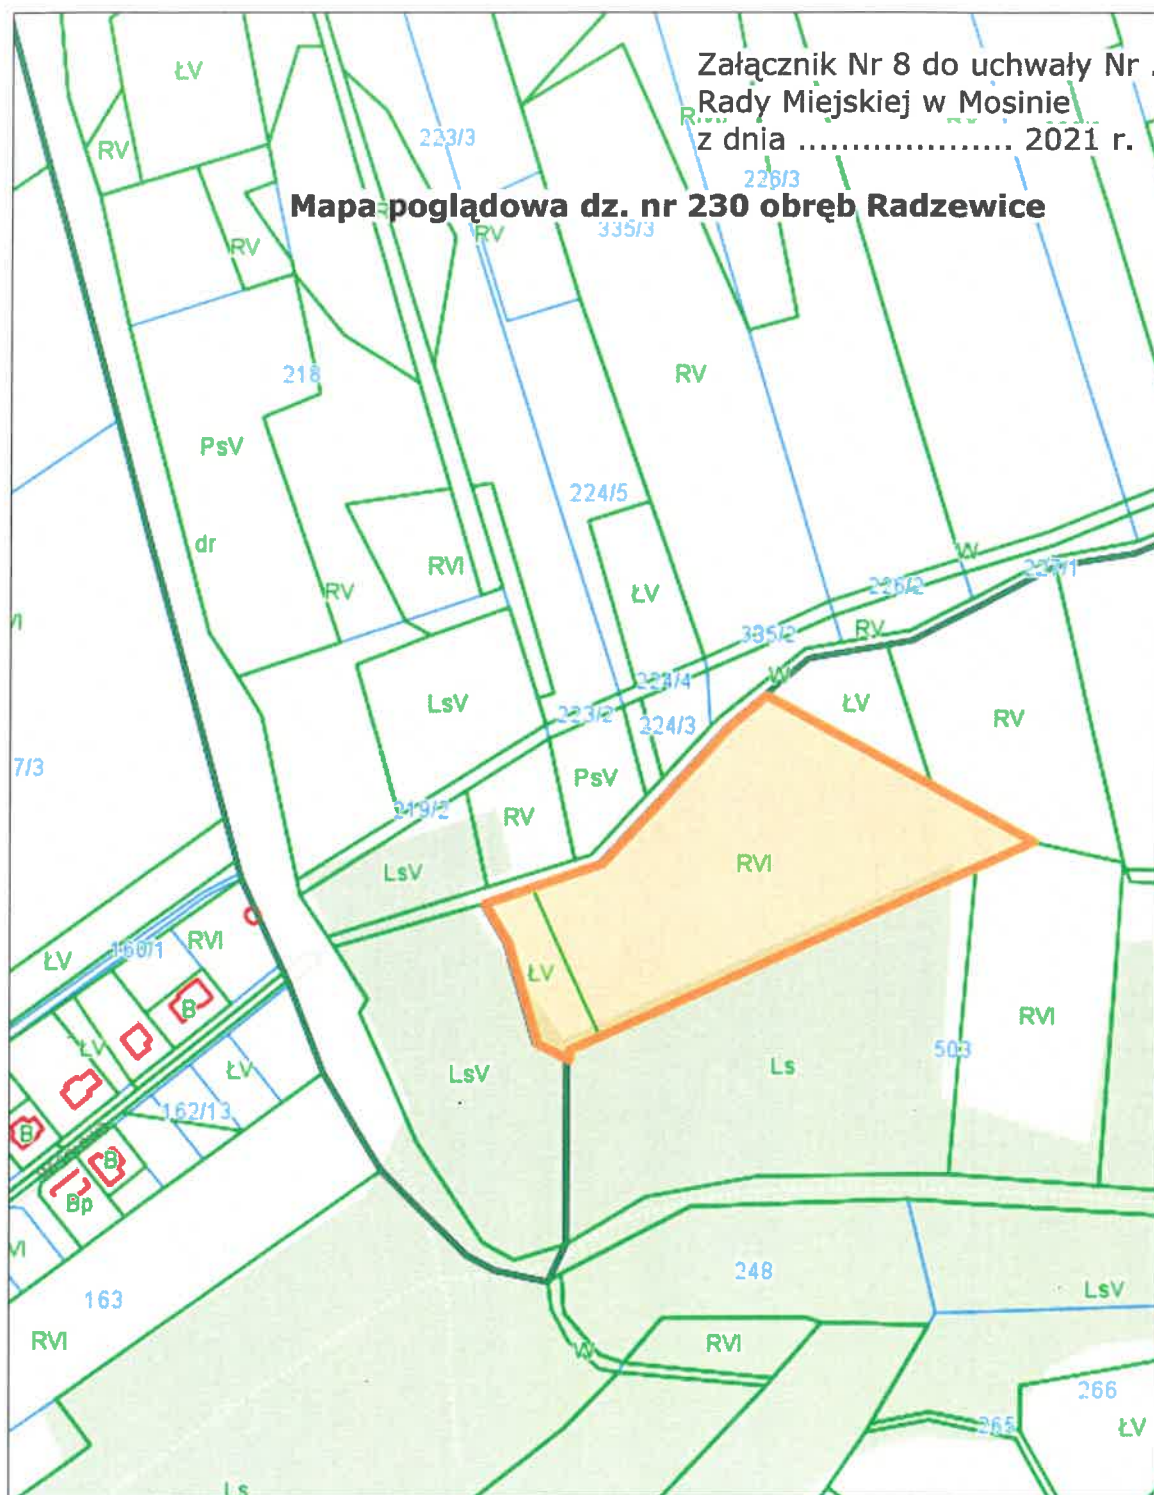 Załącznik Nr 8 do uchwały Nr .
Rady Miejskiej w Mosinie
z dnia .................... 2021 r.
Mapa poglądowa dz. nr 230 obręb Radzewice
ŁV
RV
223/3
226/3
RV
RV
335/3
218
RV
PsV
224/5
dr
RVI
W
RV
ŁV
226/2
227/1
335/2
RV
224/4
W
LsV
223/2
224/3
ŁV
RV
7/3
PsV
219/2
RV
LsV
RVI
160/1
RVI
ŁV
ŁV
B
RVI
ŁV
503
ŁV
LsV
Ls
162/13
B
B
Bp
VI
248
LsV
163
RVI
W
RVI
266
265
ŁV
Ls